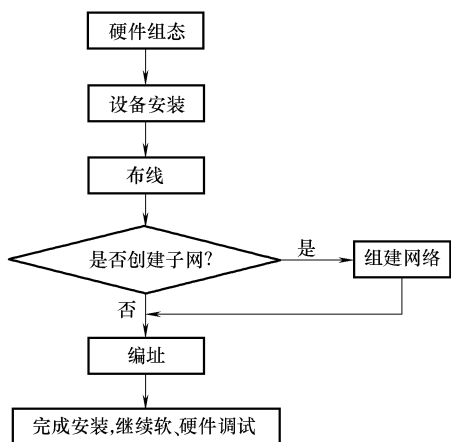 硬件组态
设备安装
布线
是否创建子网?
是
组建网络
否
编址
完成安装,继续软、硬件调试